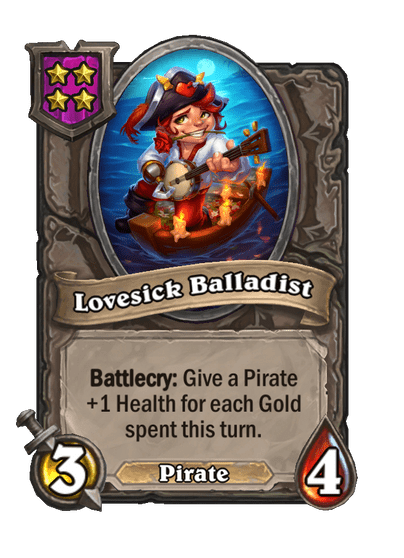 Lovesick Balladist
Battlecry: Give a Pirate
+1 Health for each Gold
spent this turn.
3
Pirate
4